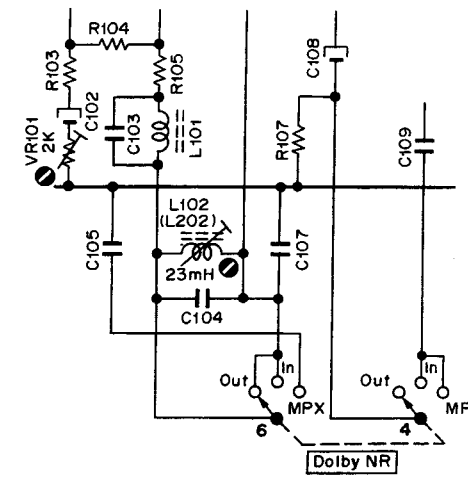 R104
C108
R103
R105
C102
C103
L101
VR101
2K
R107
C109
L102
(L202)
C105
C107
23mH
C104
Out
In
MPX
6
Out
In
4
Dolby NR